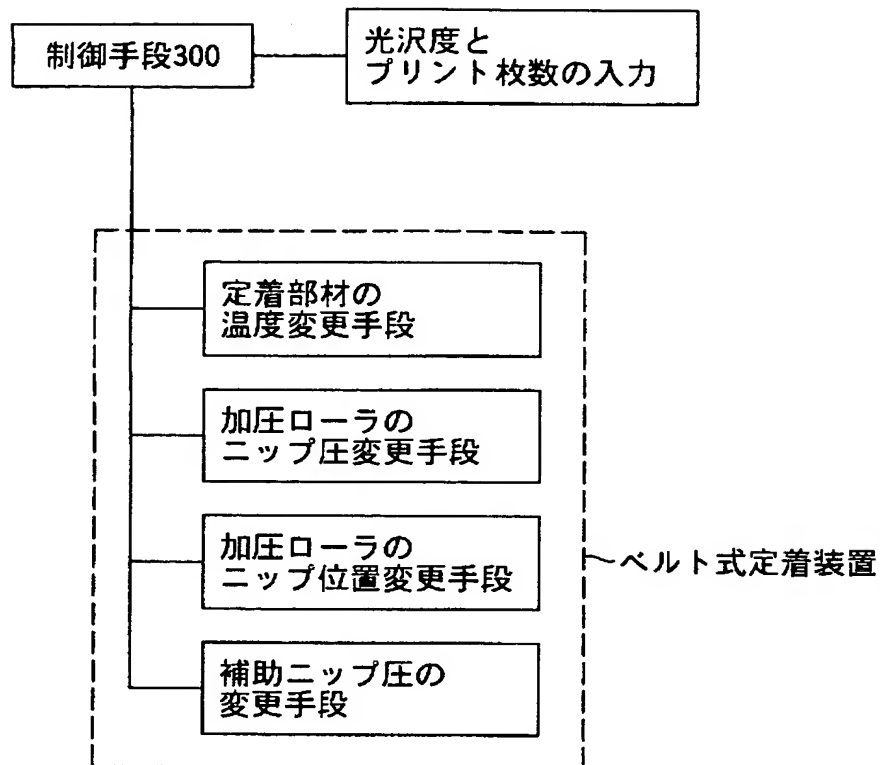 制御手段300
光沢度と
プリント枚数の入力
定着部材の
温度変更手段
加圧ローラの
ニップ圧変更手段
加圧ローラの
ニップ位置変更手段
ベルト式定着装置
補助ニップ圧の
変更手段